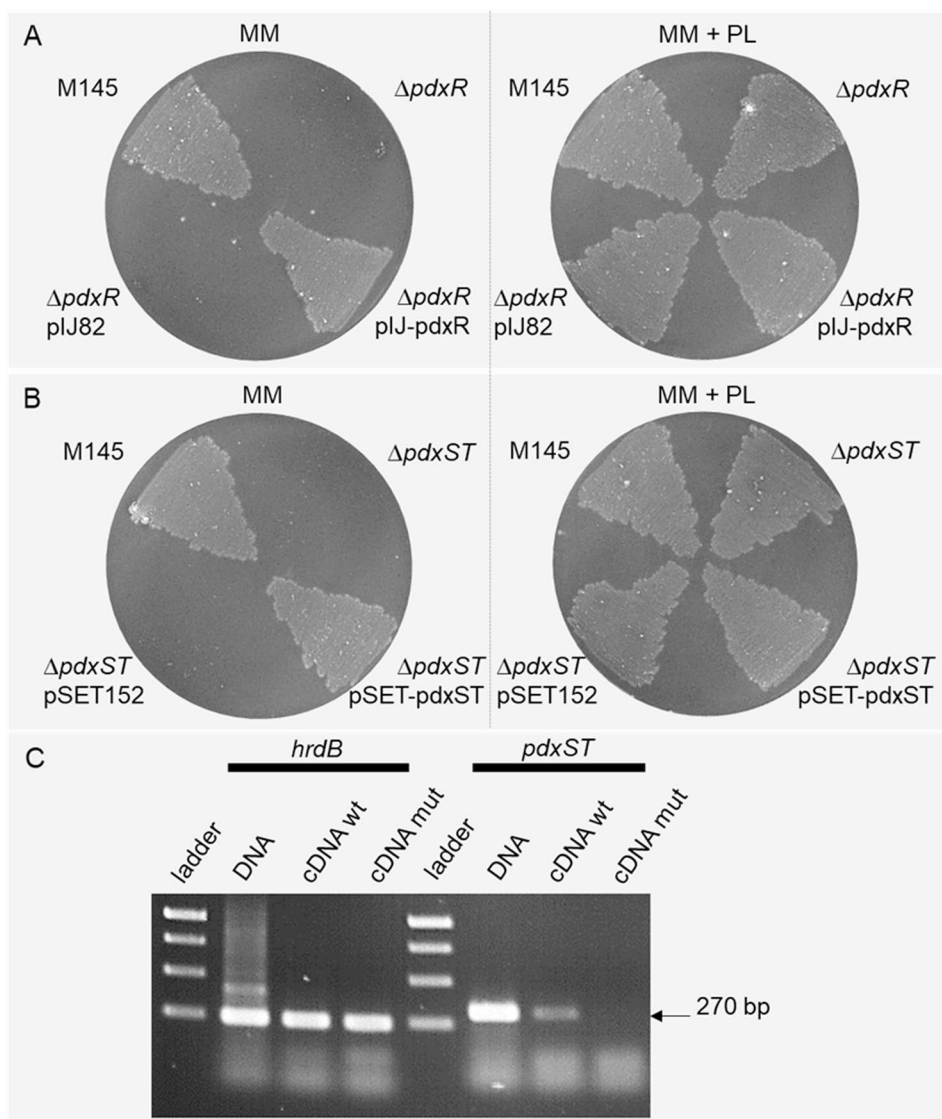 A
MM
MM + PL
M145
ΔpdxR
M145
ΔpdxR
ΔpdxR
pIJ82
ΔpdxR
pIJ-pdxR
ΔpdxR
pIJ82
ΔpdxR
pIJ-pdxR
B
MM
MM + PL
M145
ΔpdxST
M145
ΔpdxST
ΔpdxST
pSET152
ΔpdxST
pSET-pdxST
ΔpdxST
pSET152
ΔpdxST
pSET-pdxST
C
hrdB
pdxST
ladder
DNA
cDNA wt
cDNA mut
ladder
DNA
cDNA wt
cDNA mut
270 bp